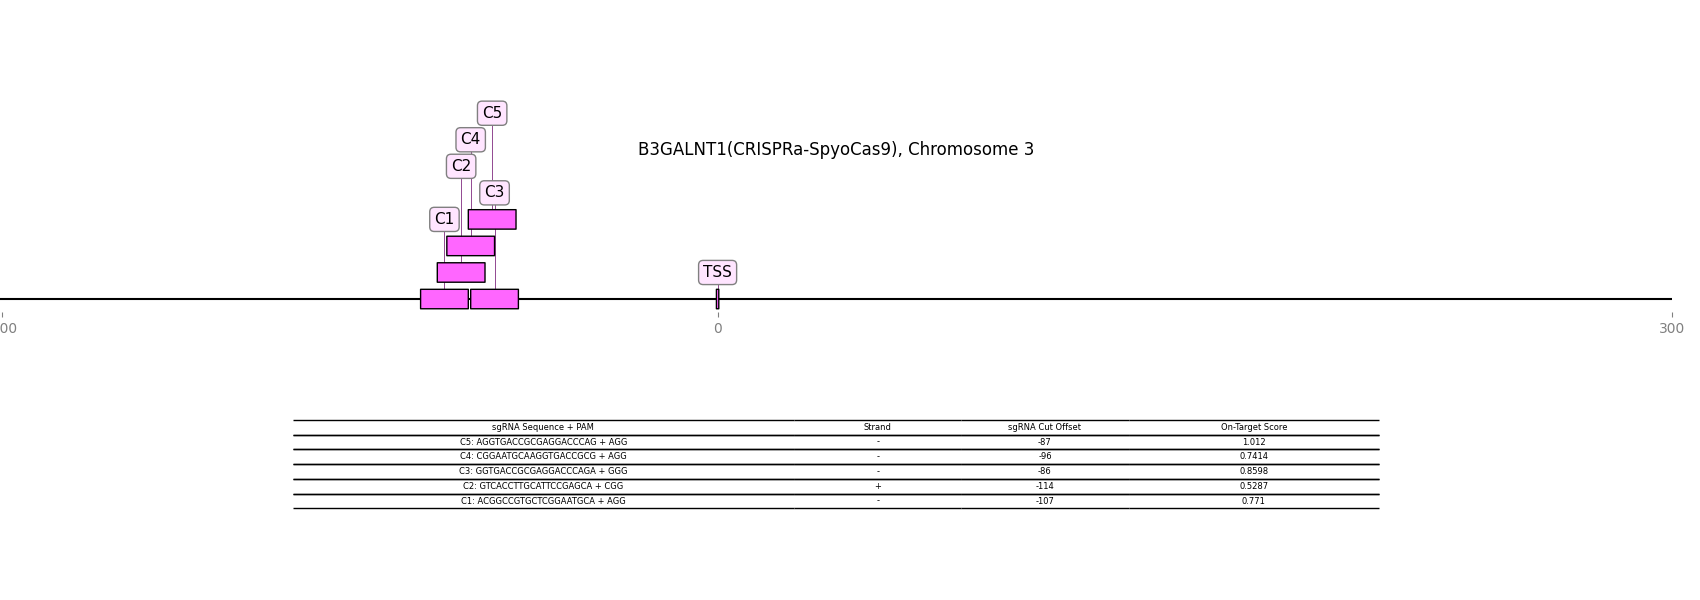 C5
C4
B3GALNT1(CRISPRa-SpyoCas9), Chromosome 3
C2
C3
C1
TSS
00 0 300
sgRNA Sequence + PAM Strand sgRNA Cut Offset On-Target Score
C5: AGGTGACCGCGAGGACCCAG + AGG - -87 1.012
C4: CGGAATGCAAGGTGACCGCG + AGG - -96 0.7414
C3: GGTGACCGCGAGGACCCAGA + GGG - -86 0.8598
C2: GTCACCTTGCATTCCGAGCA + CGG + -114 0.5287
C1: ACGGCCGTGCTCGGAATGCA + AGG - -107 0.771